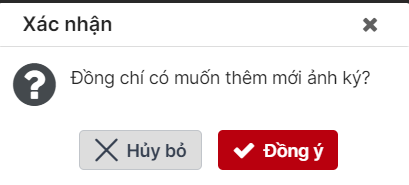 Xác nhận
Đồng chí có muốn thêm mới ảnh ký?
Hủy bỏ
Đồng ý